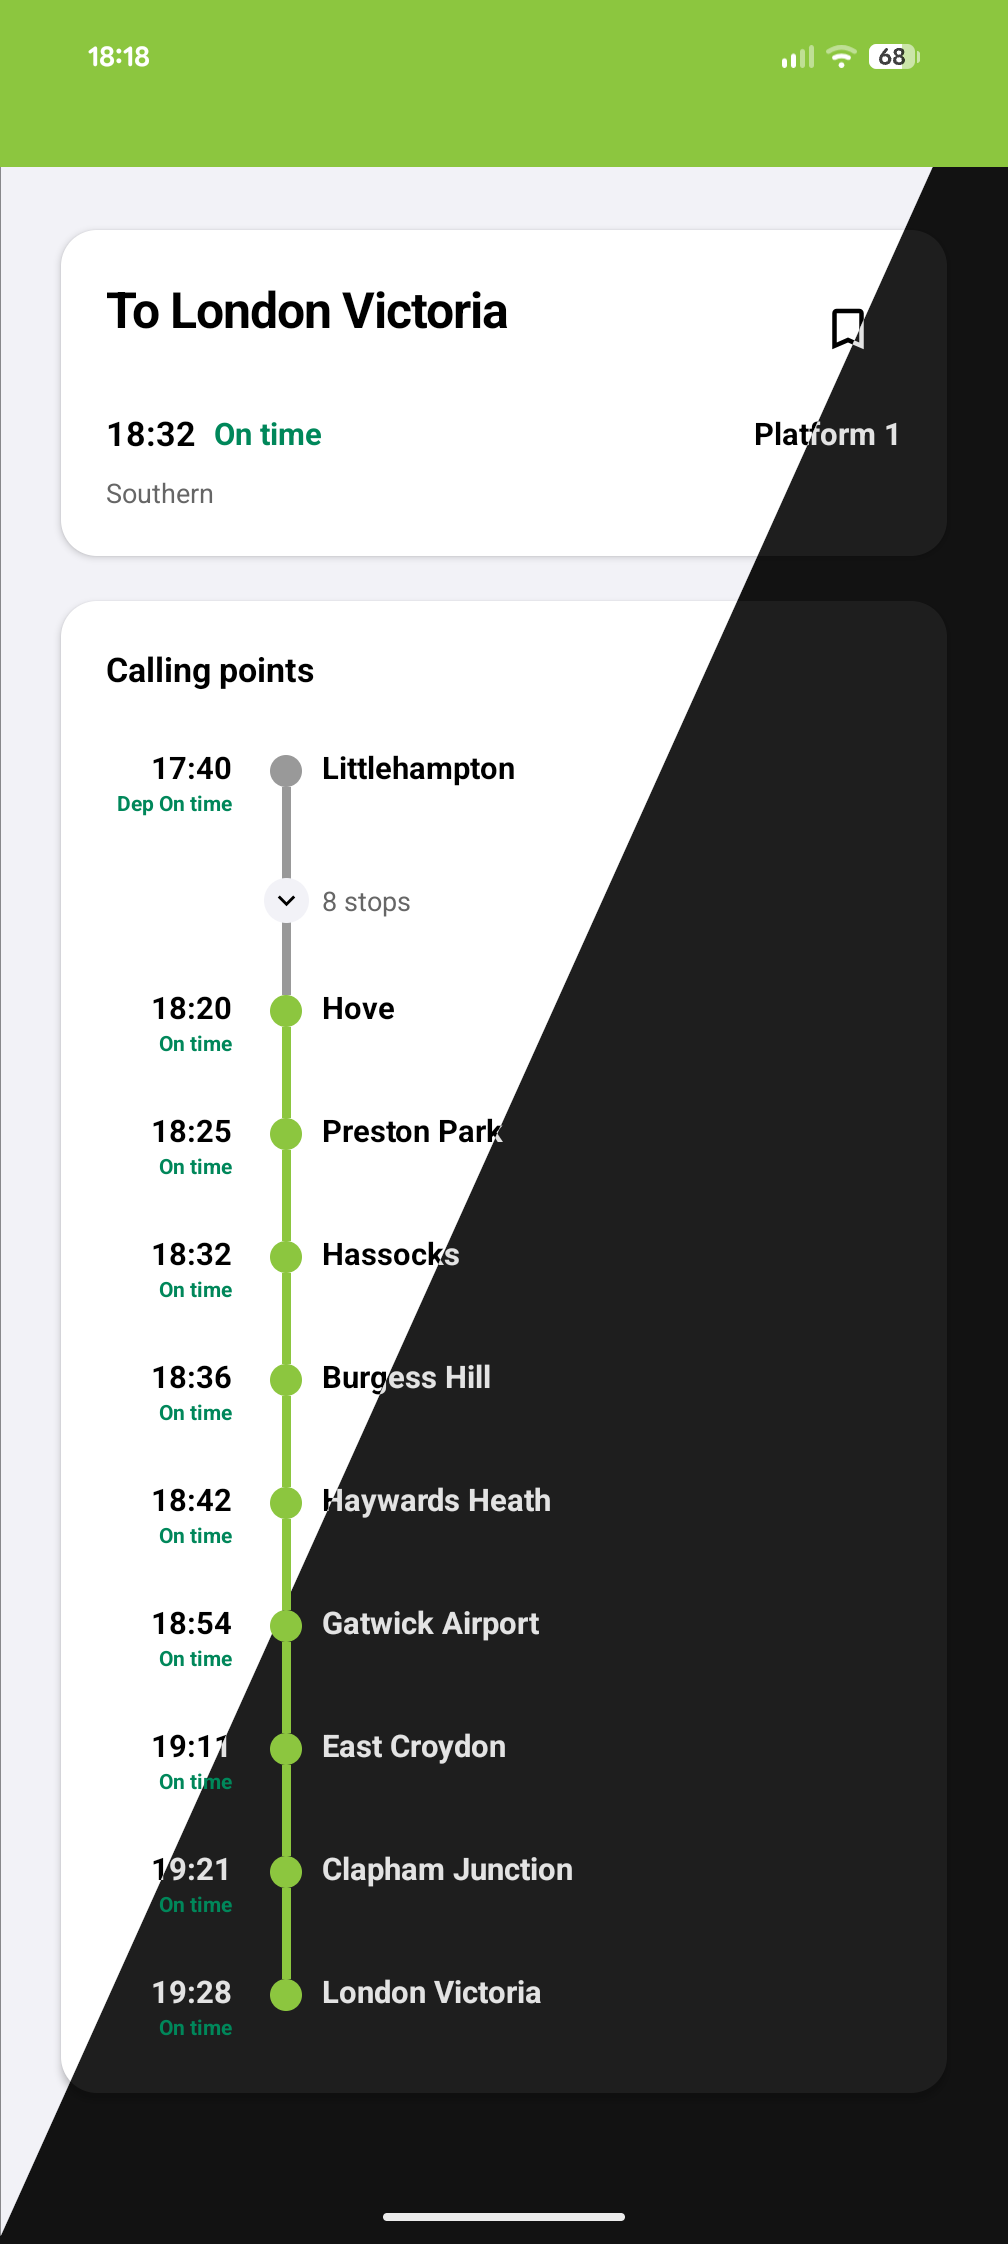 18:18
68
To London Victoria
18:32 On time Platform 1
Southern
Calling points
17:40 Littlehampton
Dep On time
8 stops
18:20 Hove
On time
18:25 Preston Park
On time
18:32 Hassocks
On time
18:36 Burgess Hill
On time
18:42 Haywards Heath
On time
18:54 Gatwick Airport
On time
19:11 East Croydon
On time
19:21 Clapham Junction
On time
19:28 London Victoria
On time